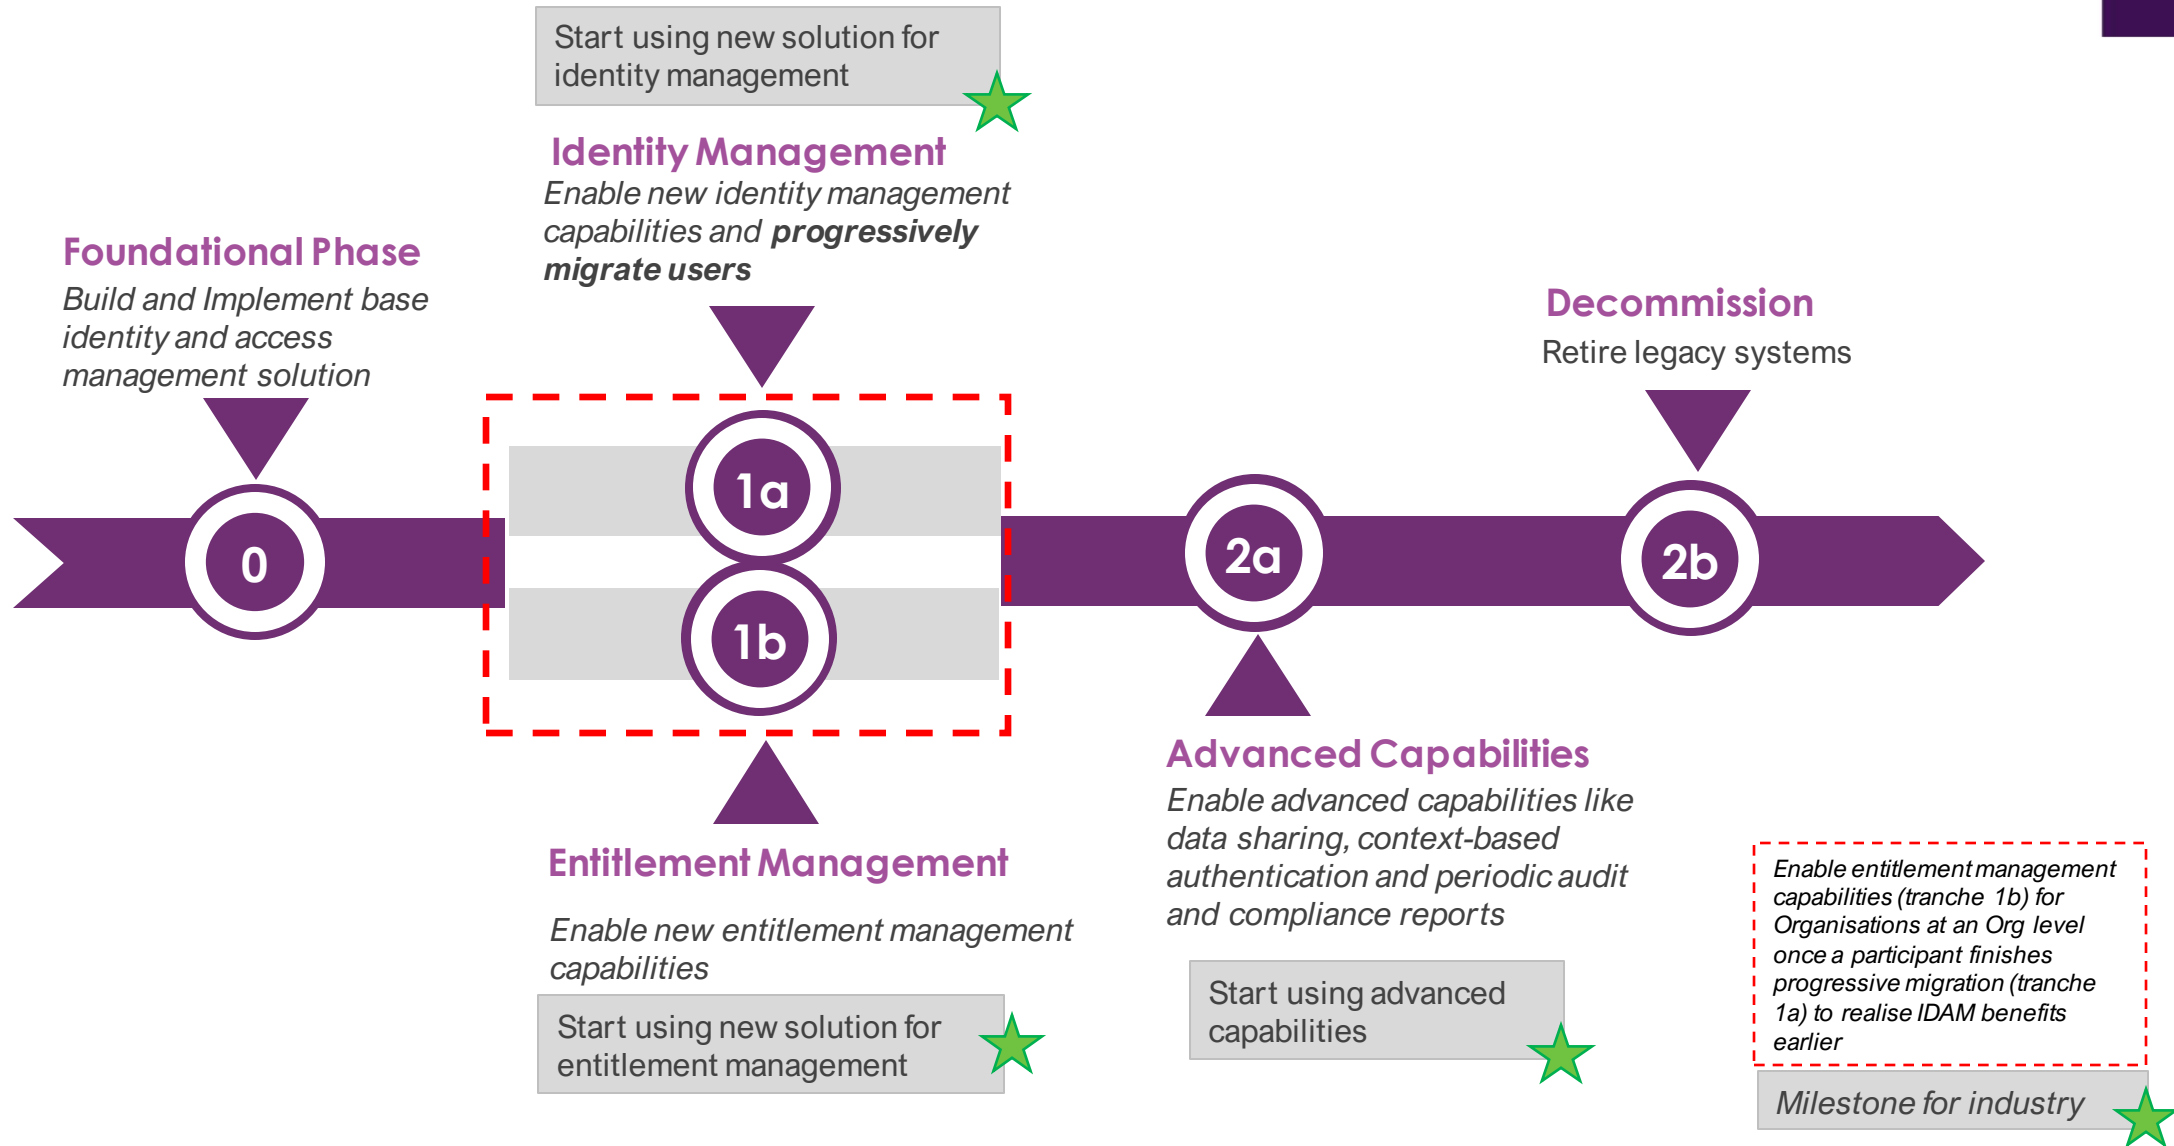 Start using new solution for
identity management
Identity Management
Enable new identity management
capabilities and progressively
migrate users
Foundational Phase
Build and Implement base
identity and access
management solution
Decommission
Retire legacy systems
0
1a
1b
2a
2b
Entitlement Management
Enable new entitlement management
capabilities
Start using new solution for
entitlement management
Advanced Capabilities
Enable advanced capabilities like
data sharing, context-based
authentication and periodic audit
and compliance reports
Start using advanced
capabilities
Enable entitlement management
capabilities (tranche 1b) for
Organisations at an Org level
once a participant finishes
progressive migration (tranche
1a) to realise IDAM benefits
earlier
Milestone for industry